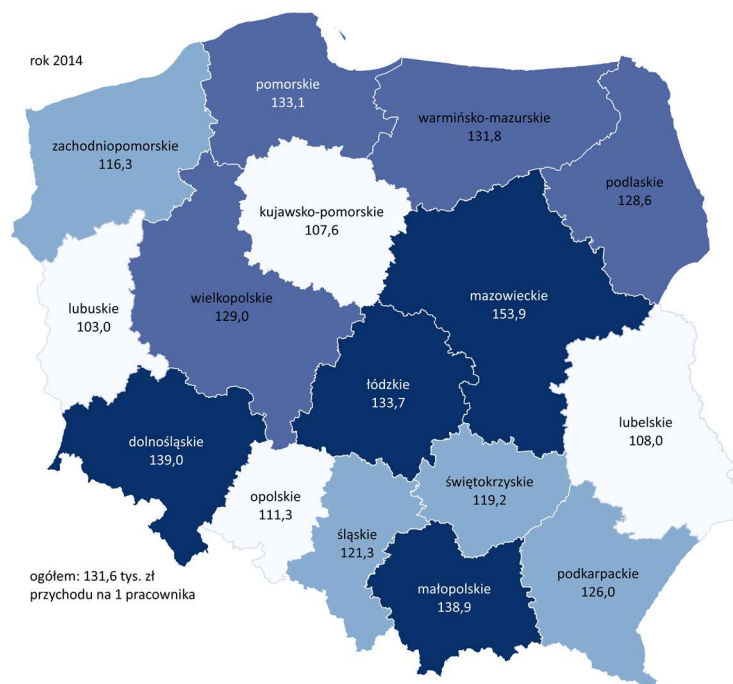 rok 2014
pomorskie
133,1
warmińsko-mazurskie
131,8
zachodniopomorskie
116,3
podlaskie
128,6
kujawsko-pomorskie
107,6
mazowieckie
153,9
wielkopolskie
129,0
lubuskie
103,0
łódzkie
133,7
lubelskie
108,0
dolnośląskie
139,0
świętokrzyskie
119,2
opolskie
111,3
śląskie
121,3
podkarpackie
126,0
małopolskie
138,9
ogółem: 131,6 tys. zł
przychodu na 1 pracownika